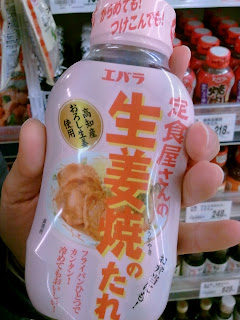 からめても!
つけこんでも!
エバラ
定食屋さんの
生姜焼のたれ
高知産
おろし生姜
使用
フライパンひとつで
カンタン!
冷めてもおいしい!